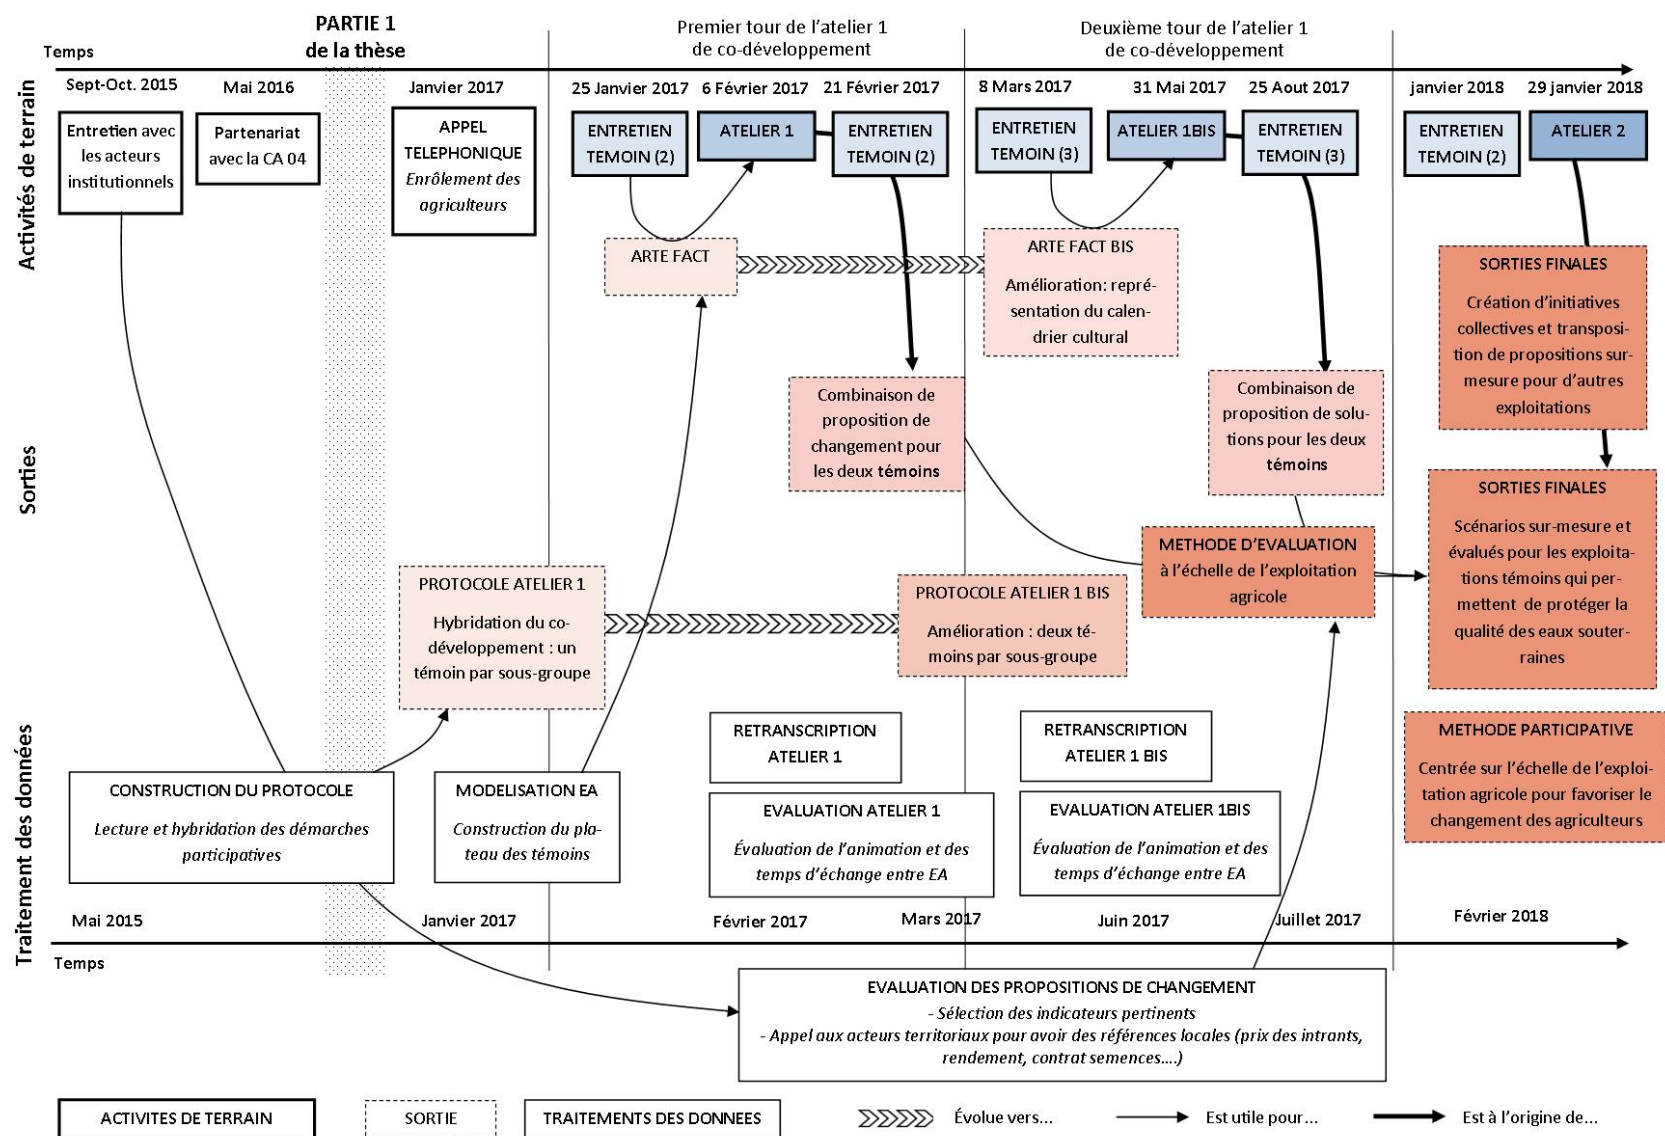 PARTIE 1
de la thèse
Premier tour de l'atelier 1
de co-développement
Deuxième tour de l'atelier 1
de co-développement
Temps
Sept-Oct. 2015
Mai 2016
Janvier 2017
25 Janvier 2017
6 Février 2017
21 Février 2017
8 Mars 2017
31 Mai 2017
25 Aout 2017
janvier 2018
29 janvier 2018
Activités de terrain
Entretien avec
les acteurs
institutionnels
Partenariat
avec la CA 04
APPEL
TELEPHONIQUE
Enrôlement des
agriculteurs
ENTRETIEN
TEMOIN (2)
ATELIER 1
ENTRETIEN
TEMOIN (2)
ENTRETIEN
TEMOIN (3)
ATELIER 1BIS
ENTRETIEN
TEMOIN (3)
ENTRETIEN
TEMOIN (2)
ATELIER 2
Sorties
ARTE FACT
ARTE FACT BIS
Amélioration: repré-
sentation du calen-
drier cultural
SORTIES FINALES
Création d'initiatives
collectives et transposi-
tion de propositions sur-
mesure pour d'autres
exploitations
Combinaison de
proposition de
changement pour
les deux témoins
Combinaison de
proposition de solu-
tions pour les deux
témoins
SORTIES FINALES
Scénarios sur-mesure et
évalués pour les exploita-
tions témoins qui per-
mettent de protéger la
qualité des eaux souter-
raines
METHODE D'EVALUATION
à l'échelle de l'exploitation
agricole
PROTOCOLE ATELIER 1
Hybridation du co-
développement : un
témoin par sous-groupe
PROTOCOLE ATELIER 1 BIS
Amélioration : deux té-
moins par sous-groupe
METHODE PARTICIPATIVE
Centrée sur l'échelle de l'exploi-
tation agricole pour favoriser le
changement des agriculteurs
Traitement des données
CONSTRUCTION DU PROTOCOLE
Lecture et hybridation des démarches
participatives
MODELISATION EA
Construction du pla-
teau des témoins
RETRANSCRIPTION
ATELIER 1
EVALUATION ATELIER 1
Évaluation de l'animation et des
temps d'échange entre EA
RETRANSCRIPTION
ATELIER 1 BIS
EVALUATION ATELIER 1BIS
Évaluation de l'animation et des
temps d'échange entre EA
Mai 2015
Janvier 2017
Février 2017
Mars 2017
Juin 2017
Juillet 2017
Février 2018
Temps
EVALUATION DES PROPOSITIONS DE CHANGEMENT
- Sélection des indicateurs pertinents
- Appel aux acteurs territoriaux pour avoir des références locales (prix des intrants,
rendement, contrat semences....)
ACTIVITES DE TERRAIN
SORTIE
TRAITEMENTS DES DONNEES
Évolue vers...
Est utile pour...
Est à l'origine de...